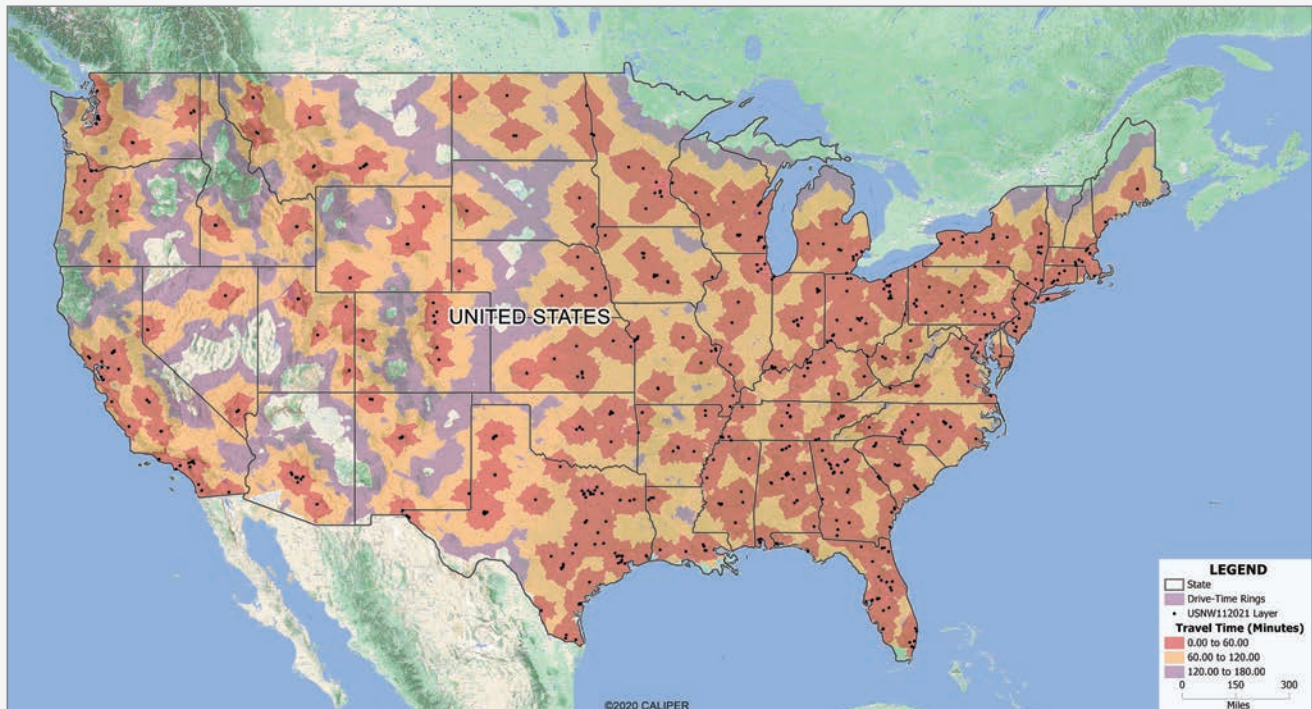 UNITED STATES
LEGEND
State
Drive-Time Rings
USNW112021 Layer
Travel Time (Minutes)
0.00 to 60.00
60.00 to 120.00
120.00 to 180.00
0 150 300
Miles
©2020 CALIPER